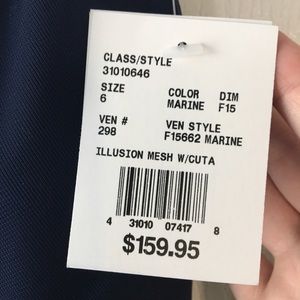 CLASS/STYLE
31010646
SIZE COLOR DIM
6 MARINE F15
VEN # VEN STYLE
298 F15662 MARINE
ILLUSION MESH W/CUTA
4 31010 07417 8
$159.95